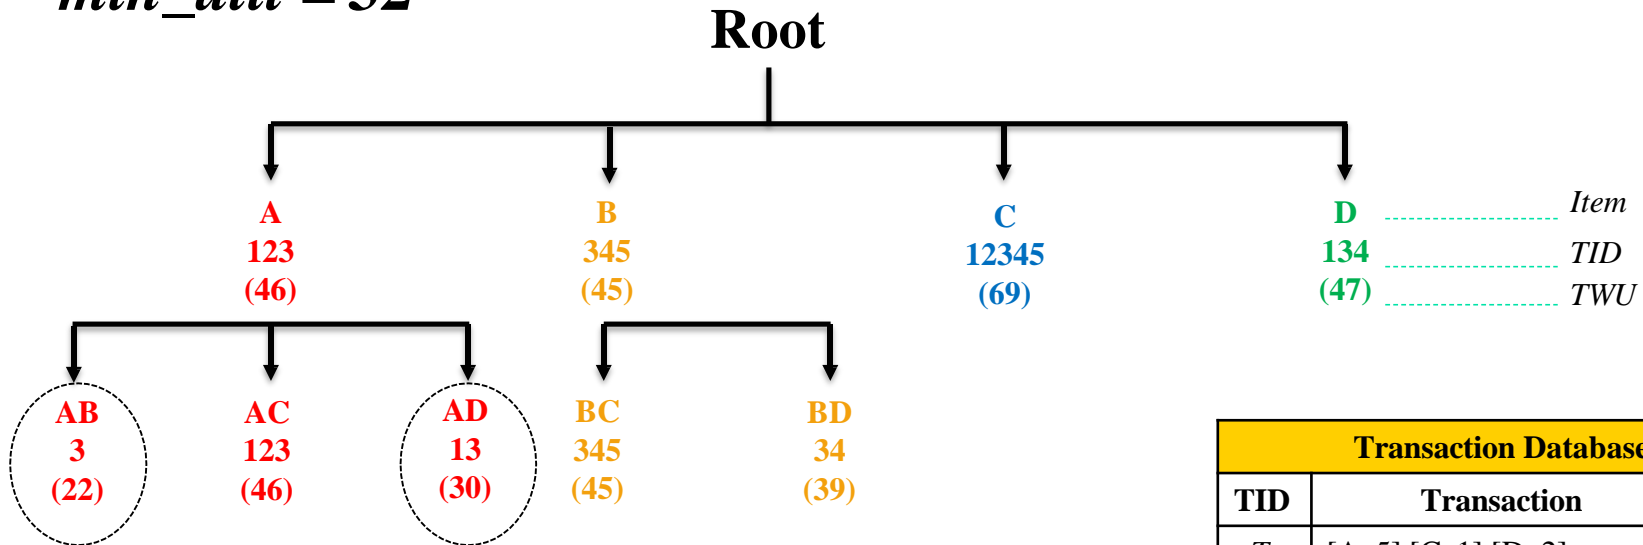 Root
A
123
(46)
B
345
(45)
C
12345
(69)
D
134
(47)
Item
TID
TWU
AB
3
(22)
AC
123
(46)
AD
13
(30)
BC
345
(45)
BD
34
(39)
Transaction Database
TID Transaction